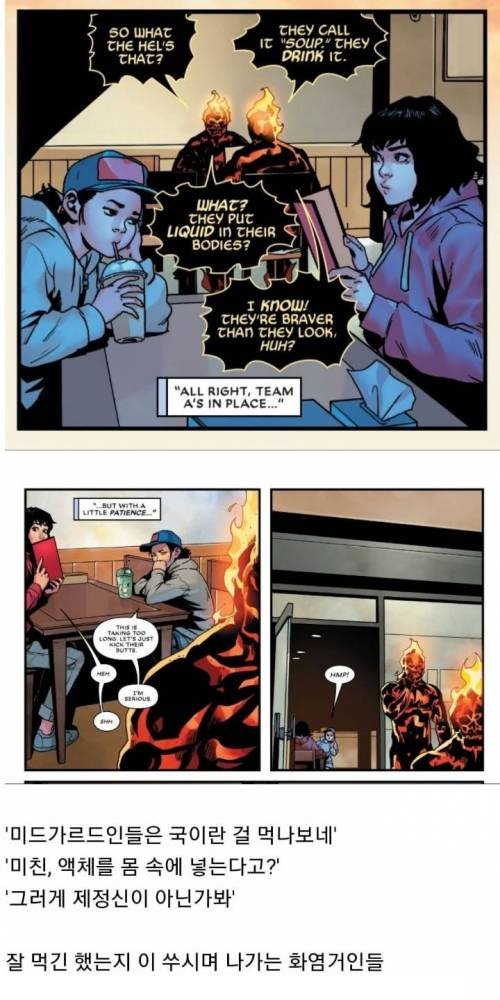 SO WHAT
THE HEL'S
THAT?
THEY CALL
IT "SOUP." THEY
DRINK IT.
WHAT?
THEY PUT
LIQUID IN THEIR
BODIES?
I KNOW!
THEY'RE BRAVER
THAN THEY LOOK,
HUH?
"ALL RIGHT, TEAM
A'S IN PLACE..."
"...BUT WITH A
LITTLE PATIENCE..."
THIS IS
TAKING TOO
LONG. LET'S JUST
KICK THEIR
BUTTS.
HEH.
I'M
SERIOUS.
SHH.
HMP!
'미드가르드인들은 국이란 걸 먹나보네'
'미친, 액체를 몸 속에 넣는다고?'
'그러게 제정신이 아닌가봐'
잘 먹긴 했는지 이 쑤시며 나가는 화염거인들